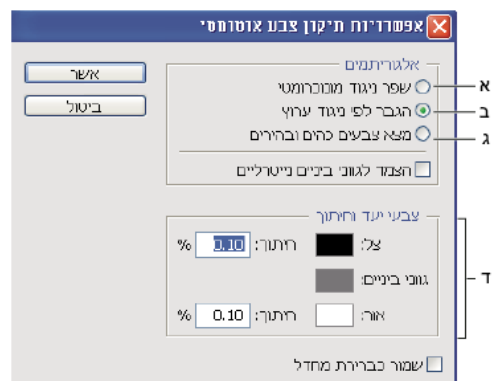 אפשרויות תיקון צבע אוטומטי
אלגוריתמים
שפר ניגוד מונוכרומטי
א
הגבר לפי ניגוד ערוץ
ב
מצא צבעים כהים ובהירים
ג
הצמד לגווני ביניים נייטרליים
אשר
ביטול
צבעי יעד וחיתוך
צל: חיתוך: 0.10 %
גווני ביניים:
ד
אור: חיתוך: 0.10 %
שמור כברירת מחדל